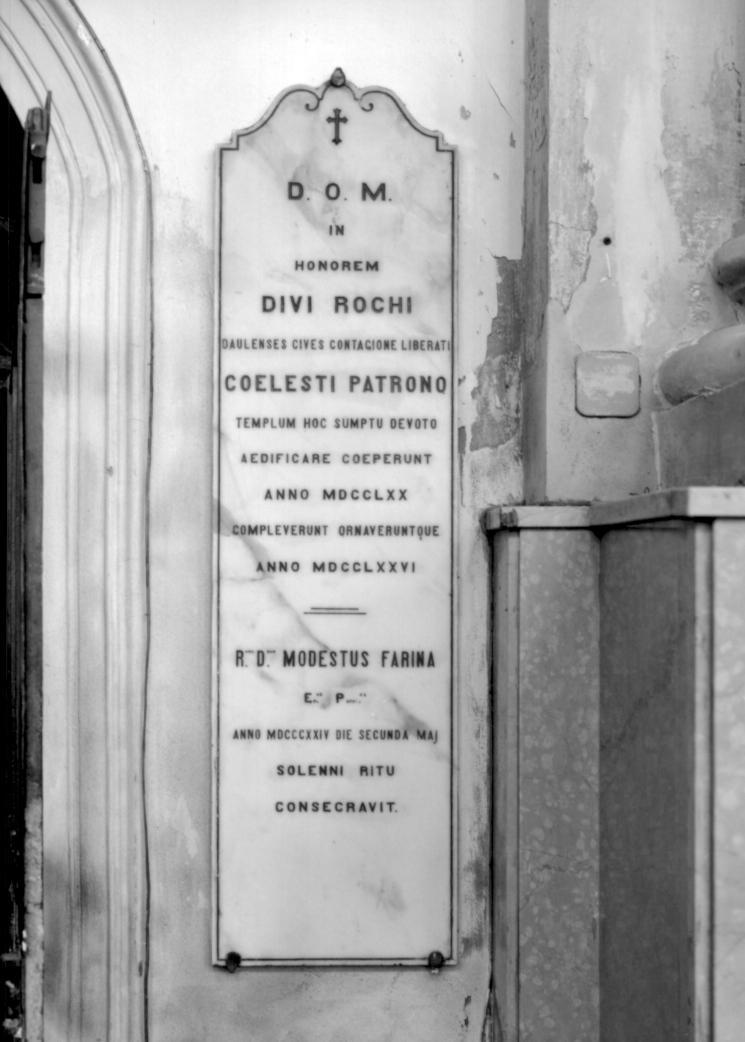 D. O. M.
IN
HONOREM
DIVI ROCHI
DAULENSES CIVES CONTAGIONE LIBERATI
COELESTI PATRONO
TEMPLUM HOC SUMPTU DEVOTO
AEDIFICARE COEPERUNT
ANNO MDCCLXX
COMPLEVERUNT ORNAVERUNTQUE
ANNO MDCCLXXVI
MODESTUS FARINA
ANNO MDCCCXXIV DIE SECUNDA MAJ
SOLENNI RITU
CONSECRAVIT.